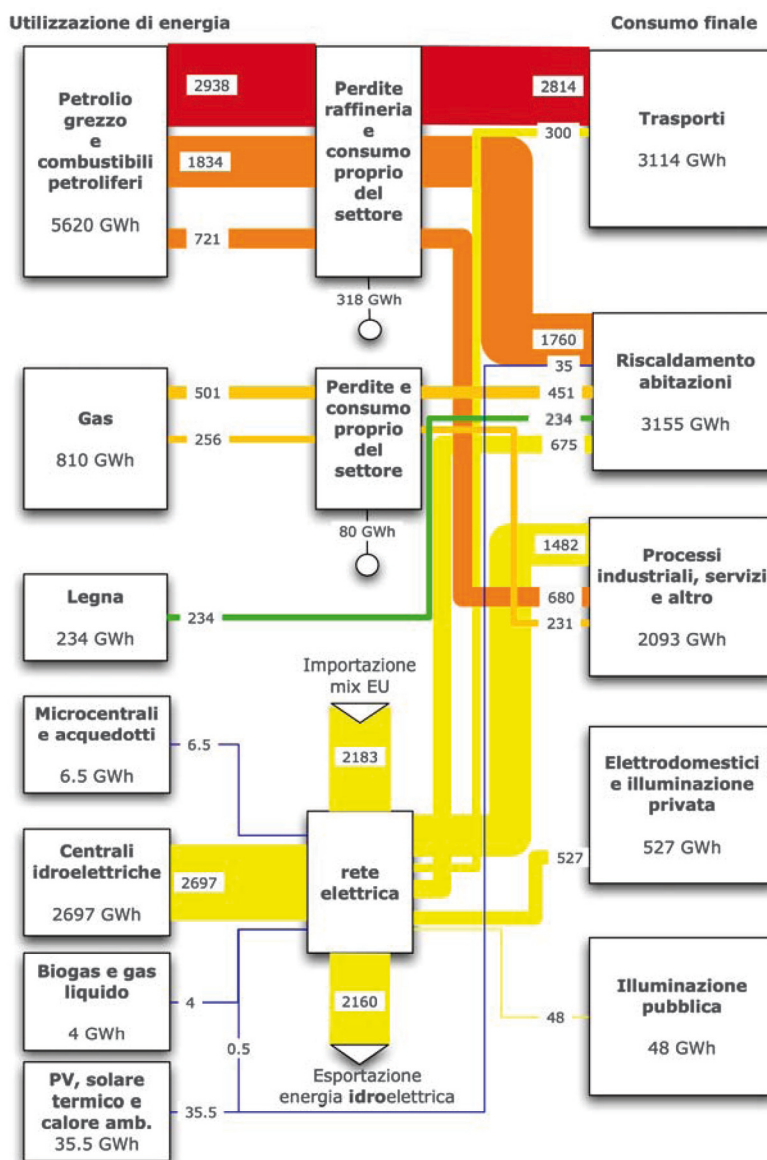 Utilizzazione di energia
Consumo finale
Petrolio
grezzo
e
combustibili
petroliferi
5620 GWh
2938
1834
721
Perdite
raffineria
e
consumo
proprio
del
settore
318 GWh
2814
300
Trasporti
3114 GWh
Gas
810 GWh
501
256
Perdite e
consumo
proprio
del
settore
80 GWh
1760
35
451
234
675
Riscaldamento
abitazioni
3155 GWh
Legna
234 GWh
234
1482
680
231
Processi
industriali, servizi
e altro
2093 GWh
Microcentrali
e acquedotti
6.5 GWh
6.5
Importazione
mix EU
2183
Centrali
idroelettriche
2697 GWh
2697
rete
elettrica
527
Elettrodomestici
e illuminazione
privata
527 GWh
Biogas e gas
liquido
4 GWh
4
0.5
2160
Esportazione
energia idroelettrica
48
Illuminazione
pubblica
48 GWh
PV, solare
termico e
calore amb.
35.5 GWh
35.5